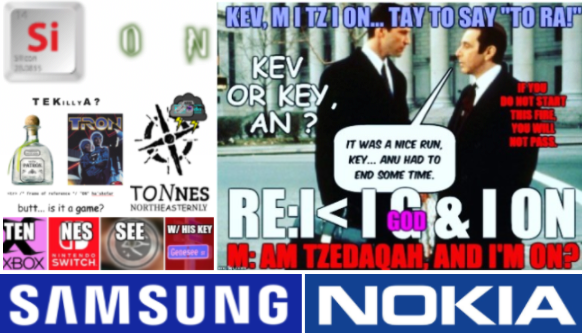 Si
silicon
O N
KEV, M I TZ I ON... TAY TO SAY "TO RA!"
KEV
OR KEY,
AN ?
IF YOU
DO NOT START
THIS FIRE,
YOU WILL
NOT PASS.
TEKillyA?
TRON
PATRON
IT WAS A NICE RUN,
KEY... ANU HAD TO
END SOME TIME.
butt... is it a game?
TONNES
NORTHEASTERNLY
RE:I< I G & I ON
GOD
M: AM TZEDAQAH, AND I'M ON?
TEN
NES
SEE
W/ HIS KEY
XBOX
NINTENDO
SWITCH
Geeesee
SAMSUNG
NOKIA